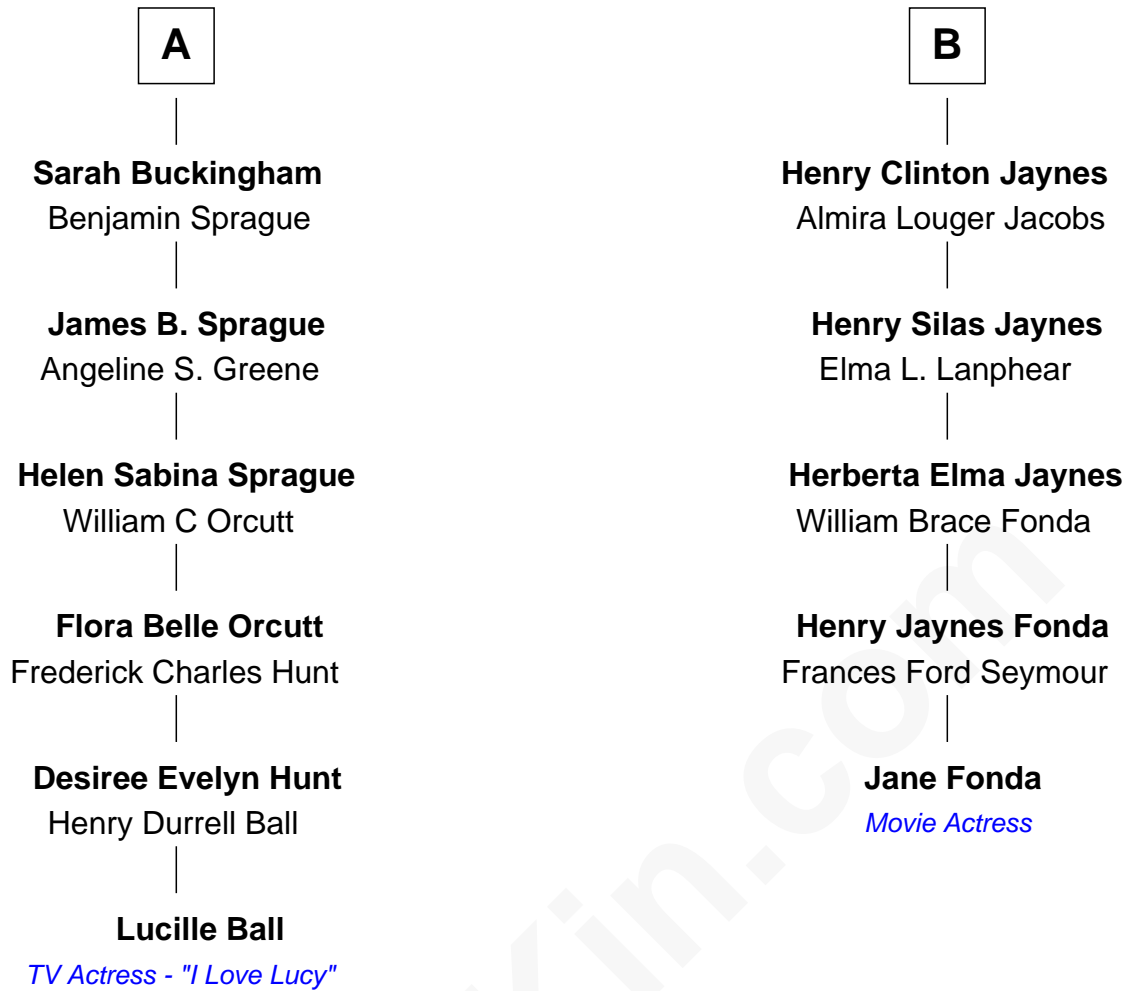 A
Sarah Buckingham
Benjamin Sprague
James B. Sprague
Angeline S. Greene
Helen Sabina Sprague
William C Orcutt
Flora Belle Orcutt
Frederick Charles Hunt
Desiree Evelyn Hunt
Henry Durrell Ball
Lucille Ball
TV Actress - "I Love Lucy"
B
Henry Clinton Jaynes
Almira Louger Jacobs
Henry Silas Jaynes
Elma L. Lanphear
Herberta Elma Jaynes
William Brace Fonda
Henry Jaynes Fonda
Frances Ford Seymour
Jane Fonda
Movie Actress
Kin.com